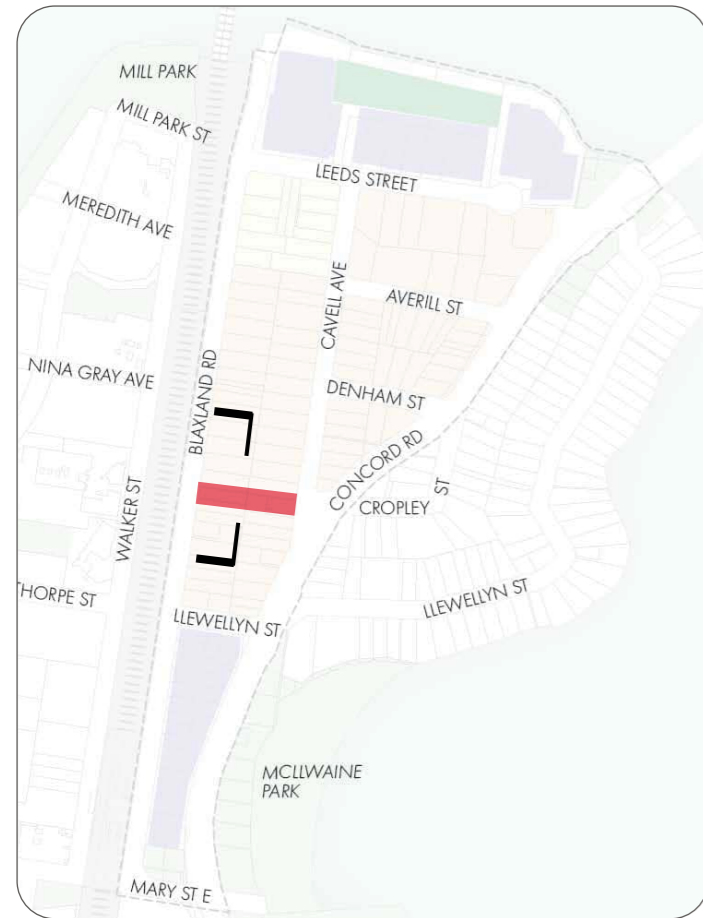 MILL PARK
MILL PARK ST
LEEDS STREET
MEREDITH AVE
AVERILL ST
CAVELL AVE
NINA GRAY AVE
BLAXLAND RD
DENHAM ST
CONCORD RD
CROPLEY ST
WALKER ST
THORPE ST
LLEWELLYN ST
LLEWELLYN ST
MCLLWAINE
PARK
MARY ST E